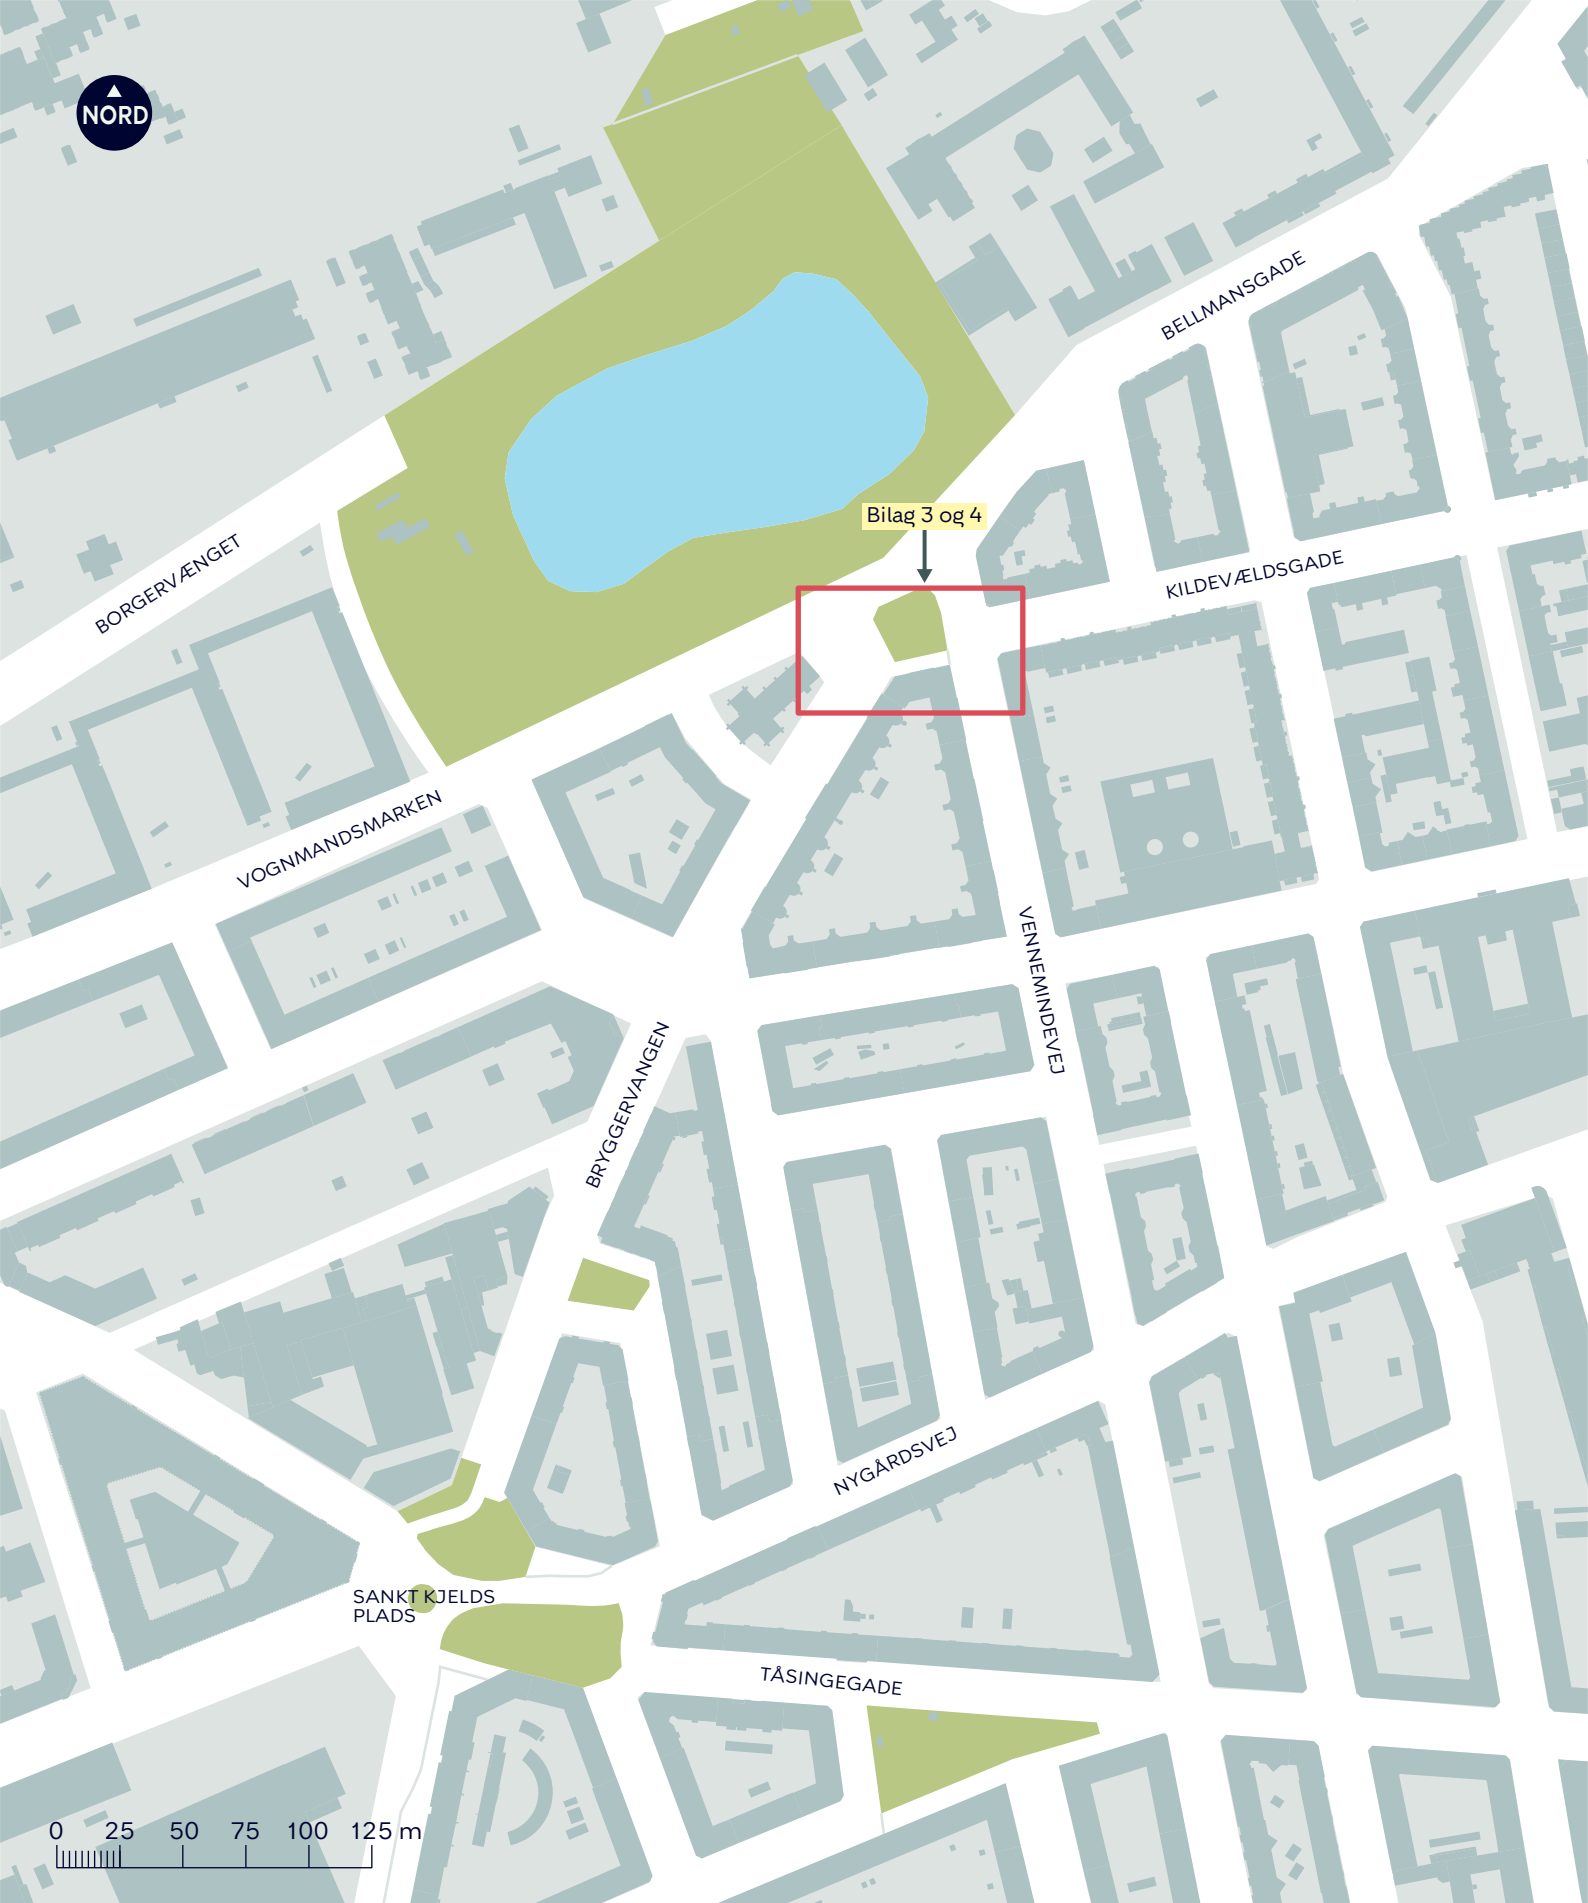 NORD
BELLMANSGADE
Bilag 3 og 4
BORGERVÆNGET
KILDEVÆLDSGADE
VOGNMANDSMARKEN
VENNEMINDEVEJ
BRYGGERVANGEN
NYGÅRDSVEJ
SANKT KJELDS
PLADS
TÅSINGEGADE
0 25 50 75 100 125 m